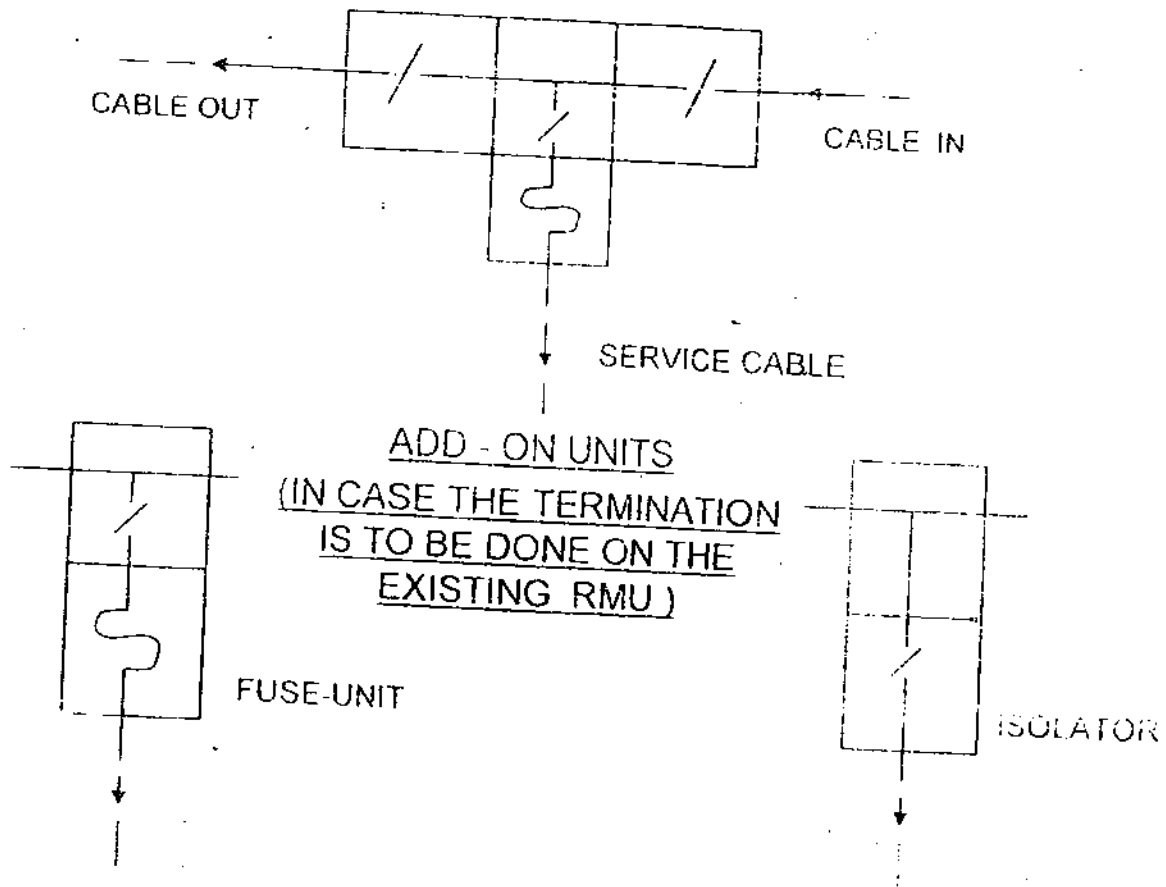 CABLE OUT
CABLE IN
SERVICE CABLE
ADD - ON UNITS
(IN CASE THE TERMINATION
IS TO BE DONE ON THE
EXISTING RMU )
FUSE-UNIT
ISOLATOR